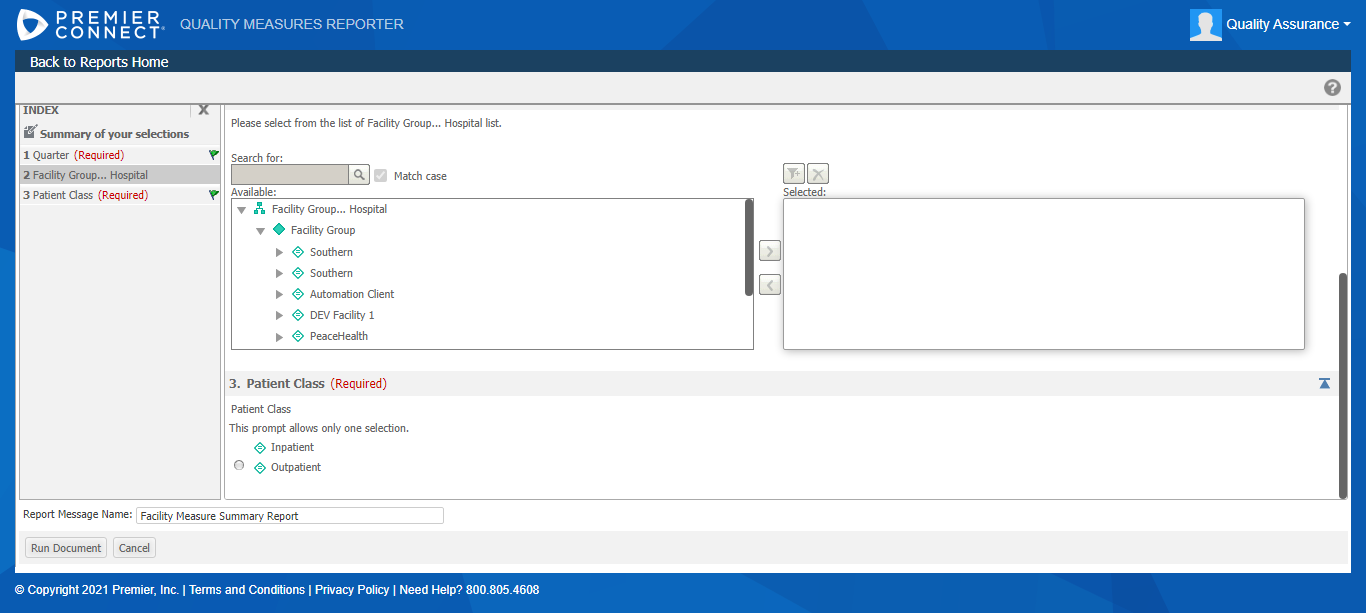 PREMIER
CONNECT
QUALITY MEASURES REPORTER
Quality Assurance
Back to Reports Home
INDEX
Summary of your selections
1 Quarter (Required)
2 Facility Group... Hospital
3 Patient Class (Required)
Please select from the list of Facility Group... Hospital list.
Search for:
Match case
Available:
Selected:
Facility Group... Hospital
Facility Group
Southern
Southern
Automation Client
DEV Facility 1
PeaceHealth
3. Patient Class (Required)
Patient Class
This prompt allows only one selection.
Inpatient
Outpatient
Report Message Name: Facility Measure Summary Report
Run Document Cancel
© Copyright 2021 Premier, Inc. | Terms and Conditions | Privacy Policy | Need Help? 800.805.4608